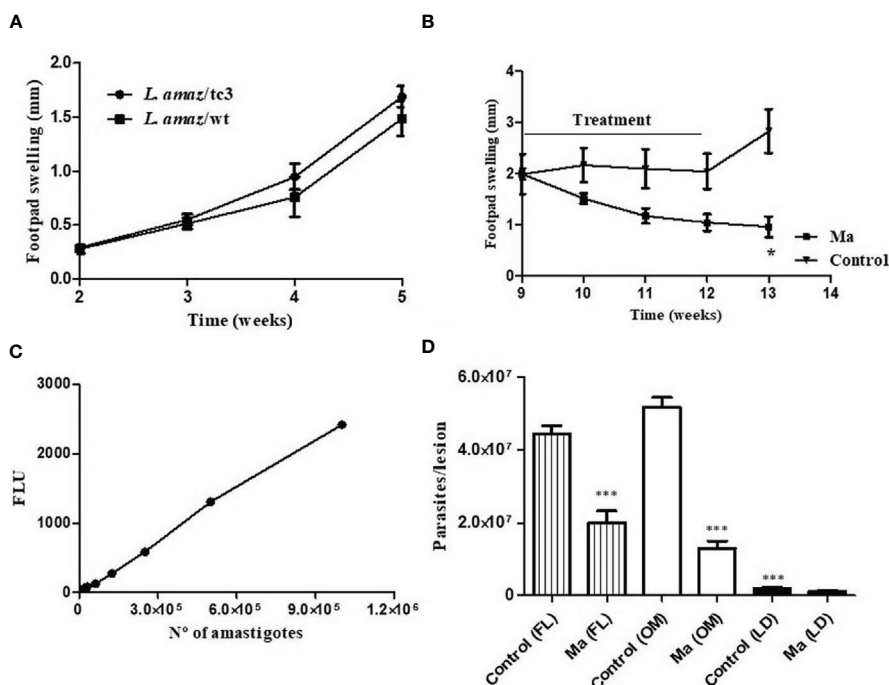 A
Footpad swelling (mm)
2.0
1.5
1.0
0.5
0.0
L. amaz/tc3
L. amaz/wt
2 3 4 5
Time (weeks)
B
Footpad swelling (mm)
4
3
2
1
0
Treatment
Ma
Control
*
9 10 11 12 13 14
Time (weeks)
C
FLU
3000
2000
1000
0
3.0×10⁵ 6.0×10⁵ 9.0×10⁵ 1.2×10⁶
Nº of amastigotes
D
Parasites/lesion
6.0×10⁷
4.0×10⁷
2.0×10⁷
0
***
***
***
Control (FL)
Ma (FL)
Control (OM)
Ma (OM)
Control (LD)
Ma (LD)